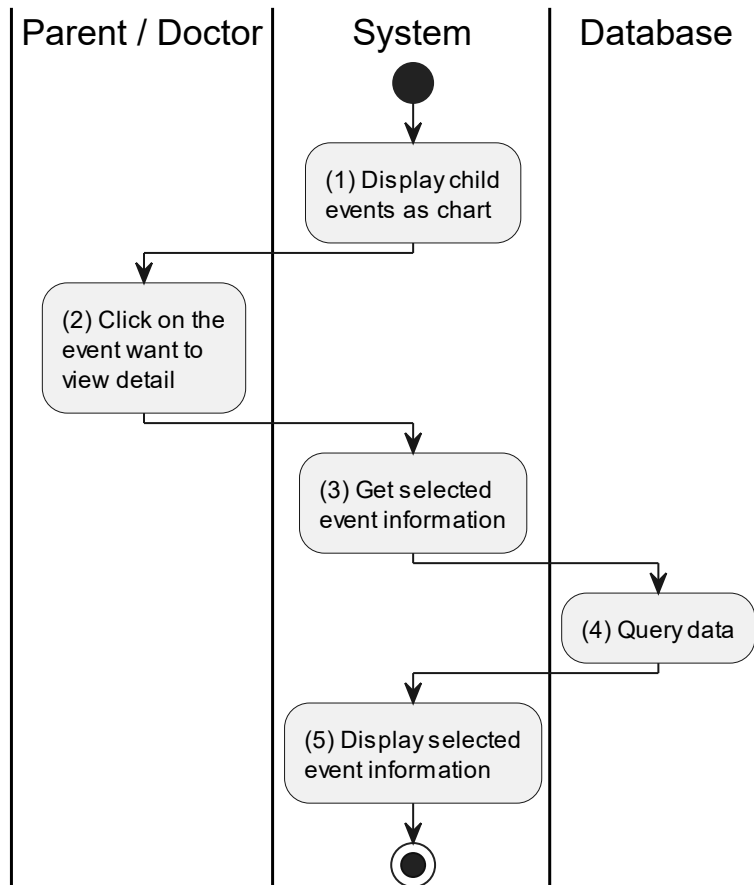 Parent / Doctor
System
Database
(1) Display child
events as chart
(2) Click on the
event want to
view detail
(3) Get selected
event information
(4) Query data
(5) Display selected
event information